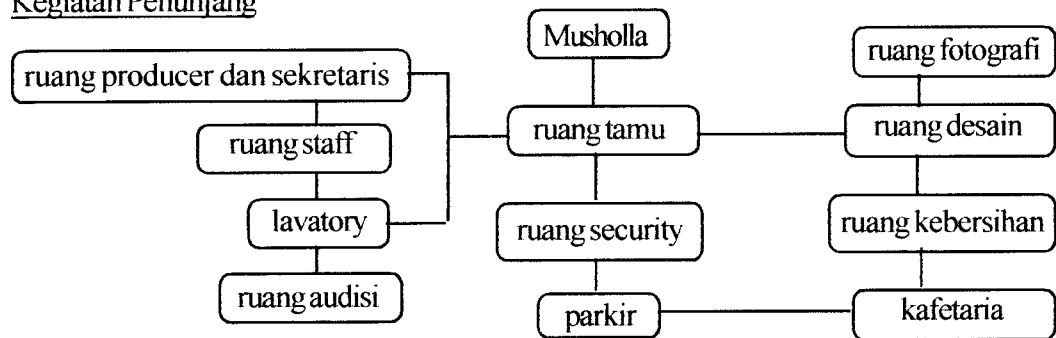 Kegiatan Penunjang
Musholla
ruang fotografi
ruang producer dan sekretaris
ruang tamu
ruang desain
ruang staff
lavatory
ruang security
ruang kebersihan
ruang audisi
parkir
kafetaria